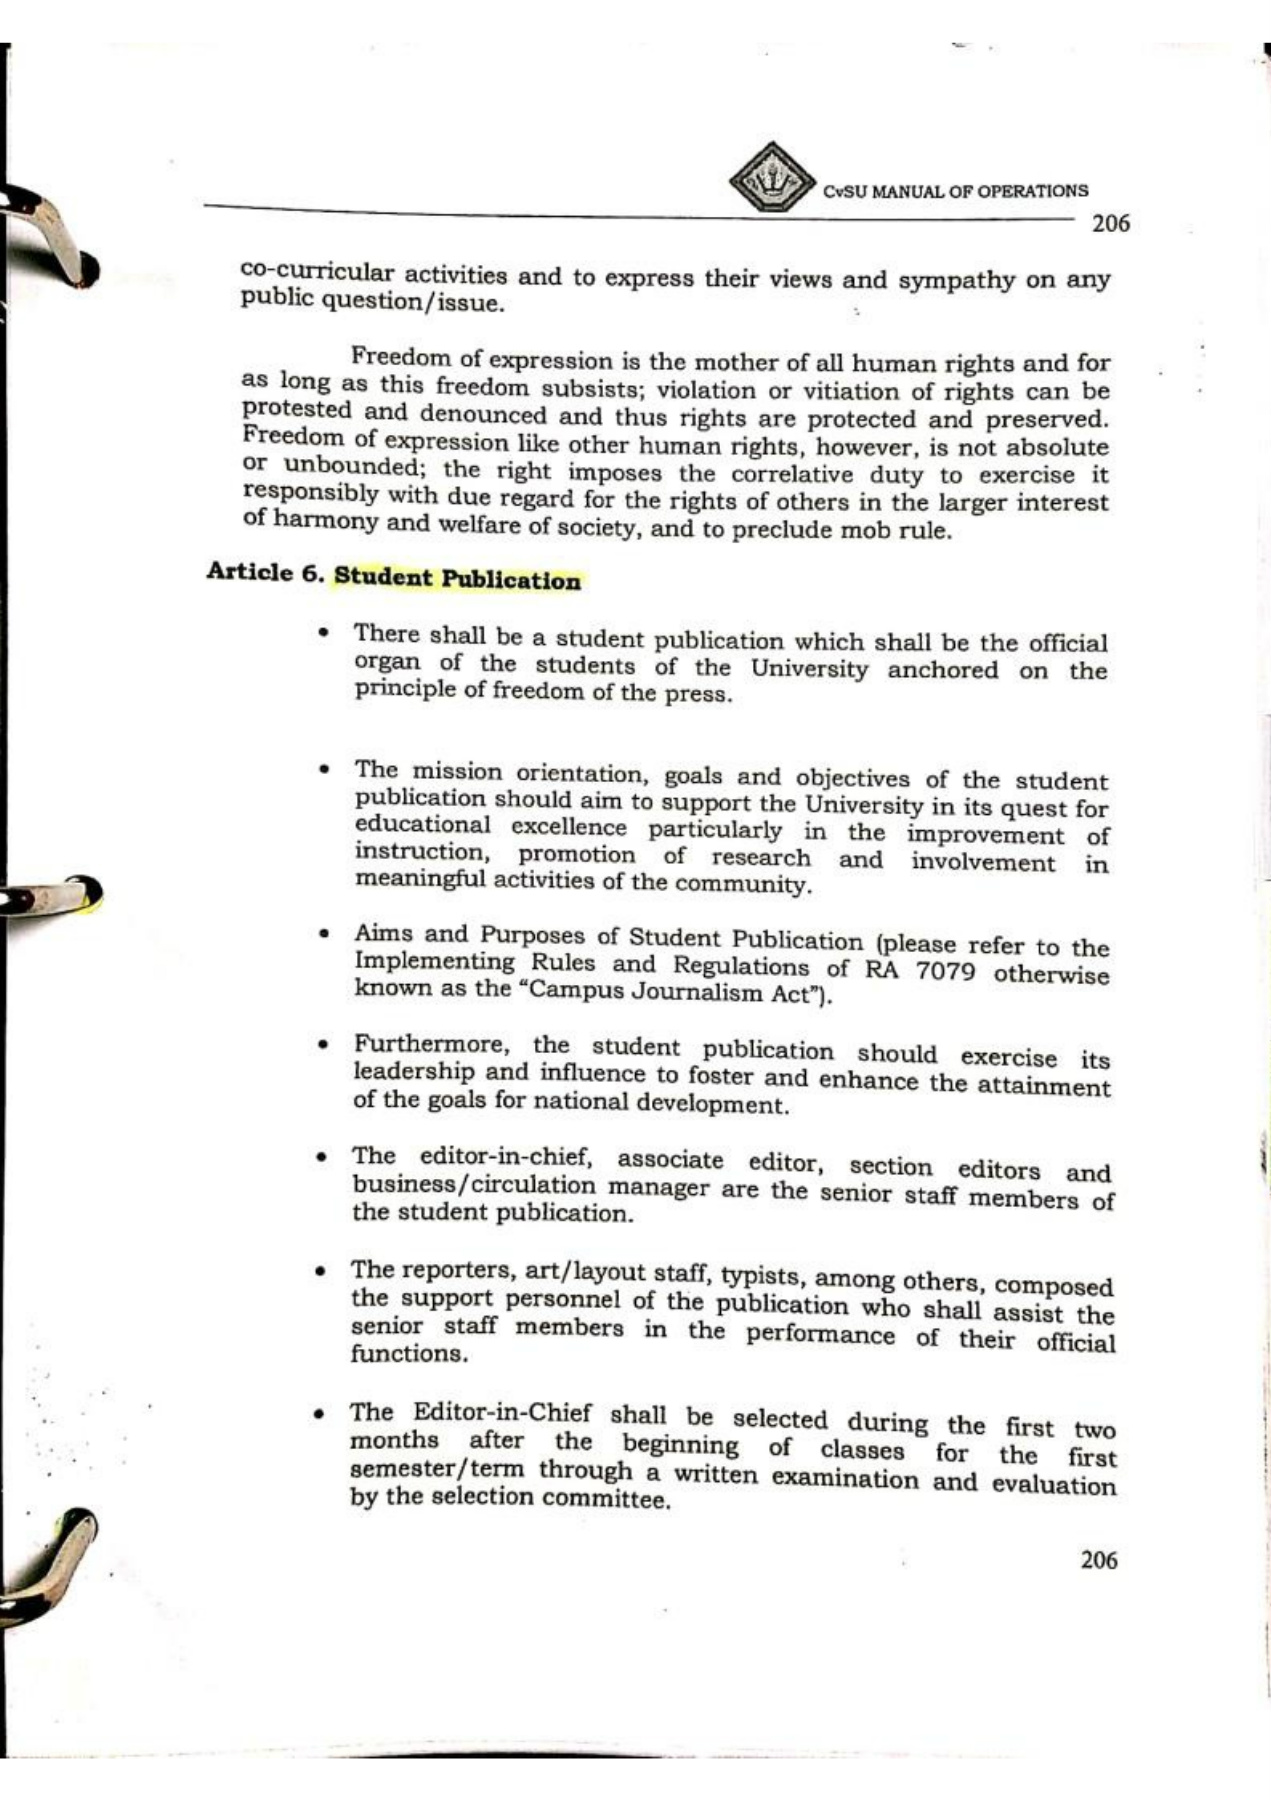 CvSU MANUAL OF OPERATIONS
206
co-curricular activities and to express their views and sympathy on any
public question/issue.
Freedom of expression is the mother of all human rights and for
as long as this freedom subsists; violation or vitiation of rights can be
protested and denounced and thus rights are protected and preserved.
Freedom of expression like other human rights, however, is not absolute
or unbounded; the right imposes the correlative duty to exercise it
responsibly with due regard for the rights of others in the larger interest
of harmony and welfare of society, and to preclude mob rule.
Article 6. Student Publication
• There shall be a student publication which shall be the official
organ of the students of the University anchored on the
principle of freedom of the press.
• The mission orientation, goals and objectives of the student
publication should aim to support the University in its quest for
educational excellence particularly in the improvement of
instruction, promotion of research and involvement in
meaningful activities of the community.
• Aims and Purposes of Student Publication (please refer to the
Implementing Rules and Regulations of RA 7079 otherwise
known as the “Campus Journalism Act”).
• Furthermore, the student publication should exercise its
leadership and influence to foster and enhance the attainment
of the goals for national development.
• The editor-in-chief, associate editor, section editors and
business/circulation manager are the senior staff members of
the student publication.
• The reporters, art/layout staff, typists, among others, composed
the support personnel of the publication who shall assist the
senior staff members in the performance of their official
functions.
• The Editor-in-Chief shall be selected during the first two
months after the beginning of classes for the first
semester/term through a written examination and evaluation
by the selection committee.
206